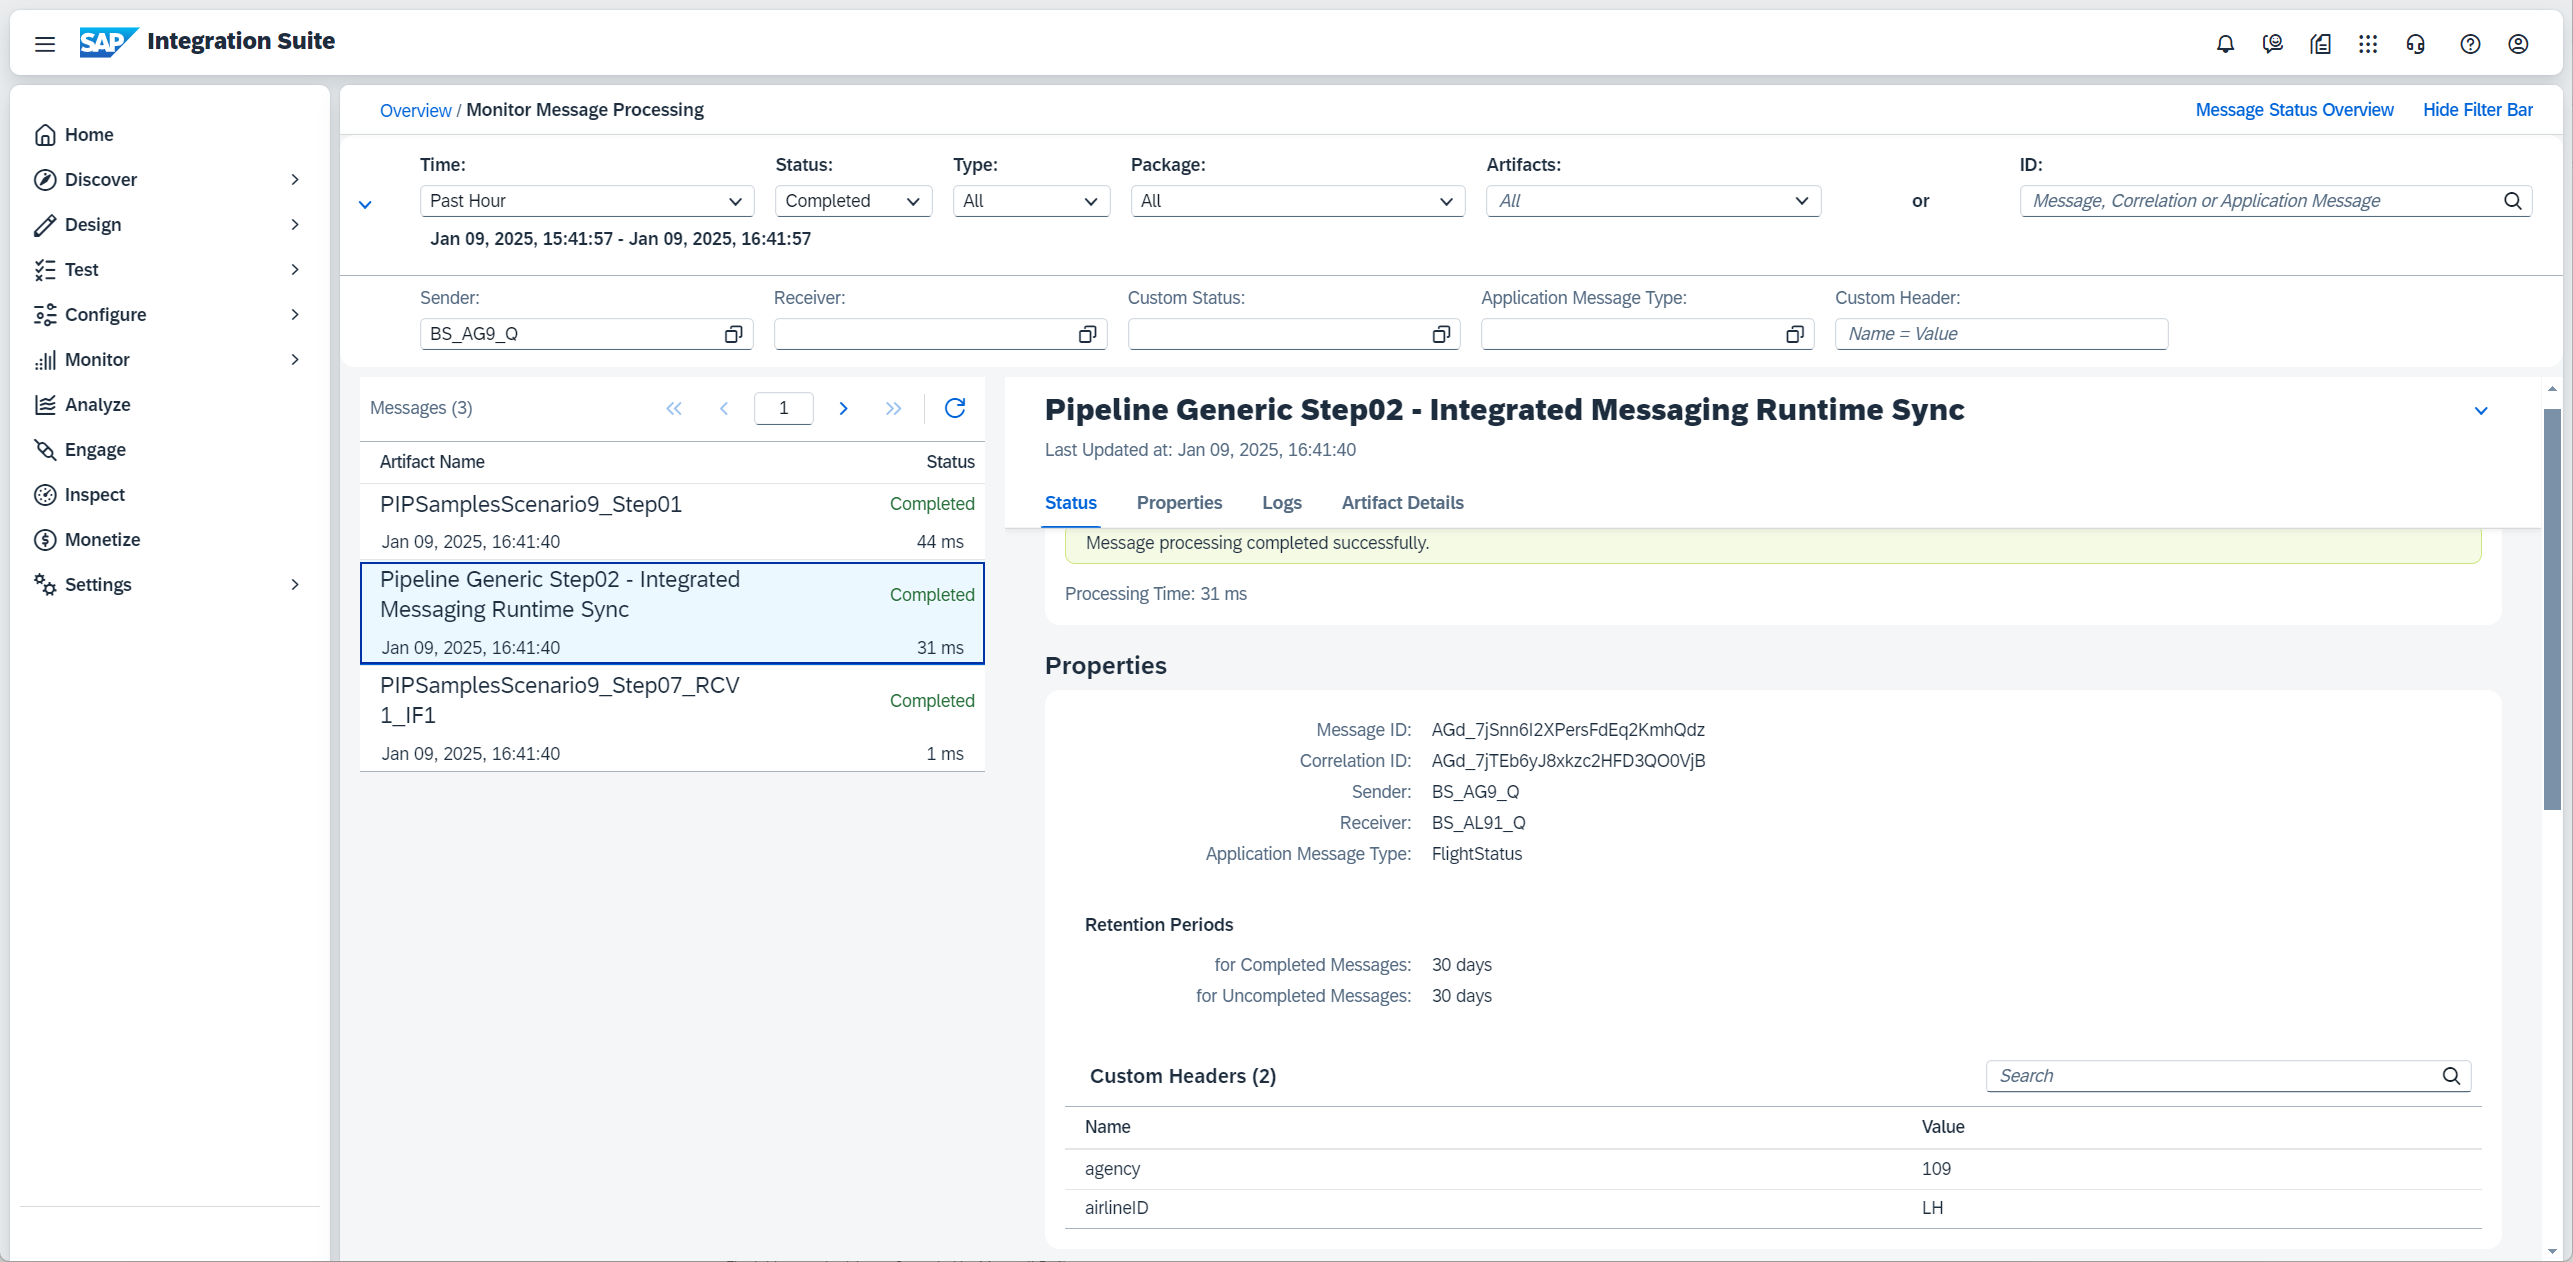 SAP Integration Suite
Home
Discover
Design
Test
Configure
Monitor
Analyze
Engage
Inspect
Monetize
Settings
Overview / Monitor Message Processing
Message Status Overview Hide Filter Bar
Time: Status: Type: Package: Artifacts: ID:
Past Hour Completed All All All or Message, Correlation or Application Message
Jan 09, 2025, 15:41:57 - Jan 09, 2025, 16:41:57
Sender: Receiver: Custom Status: Application Message Type: Custom Header:
BS_AG9_Q Name = Value
Messages (3) 1
Artifact Name Status
PIPSamplesScenario9_Step01 Completed
Jan 09, 2025, 16:41:40 44 ms
Pipeline Generic Step02 - Integrated
Messaging Runtime Sync Completed
Jan 09, 2025, 16:41:40 31 ms
PIPSamplesScenario9_Step07_RCV
1_IF1 Completed
Jan 09, 2025, 16:41:40 1 ms
Pipeline Generic Step02 - Integrated Messaging Runtime Sync
Last Updated at: Jan 09, 2025, 16:41:40
Status Properties Logs Artifact Details
Message processing completed successfully.
Processing Time: 31 ms
Properties
Message ID: AGd_7jSnn6I2XPersFdEq2KmhQdz
Correlation ID: AGd_7jTEb6yJ8xkzc2HFD3QO0VjB
Sender: BS_AG9_Q
Receiver: BS_AL91_Q
Application Message Type: FlightStatus
Retention Periods
for Completed Messages: 30 days
for Uncompleted Messages: 30 days
Custom Headers (2) Search
Name Value
agency 109
airlineID LH